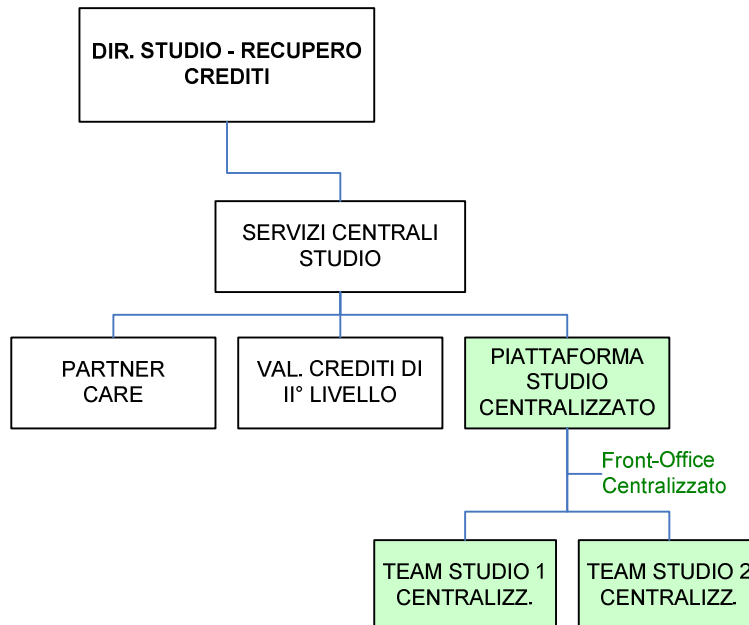 DIR. STUDIO - RECUPERO
CREDITI
SERVIZI CENTRALI
STUDIO
PARTNER
CARE
VAL. CREDITI DI
II° LIVELLO
PIATTAFORMA
STUDIO
CENTRALIZZATO
Front-Office
Centralizzato
TEAM STUDIO 1
CENTRALIZZ.
TEAM STUDIO 2
CENTRALIZZ.